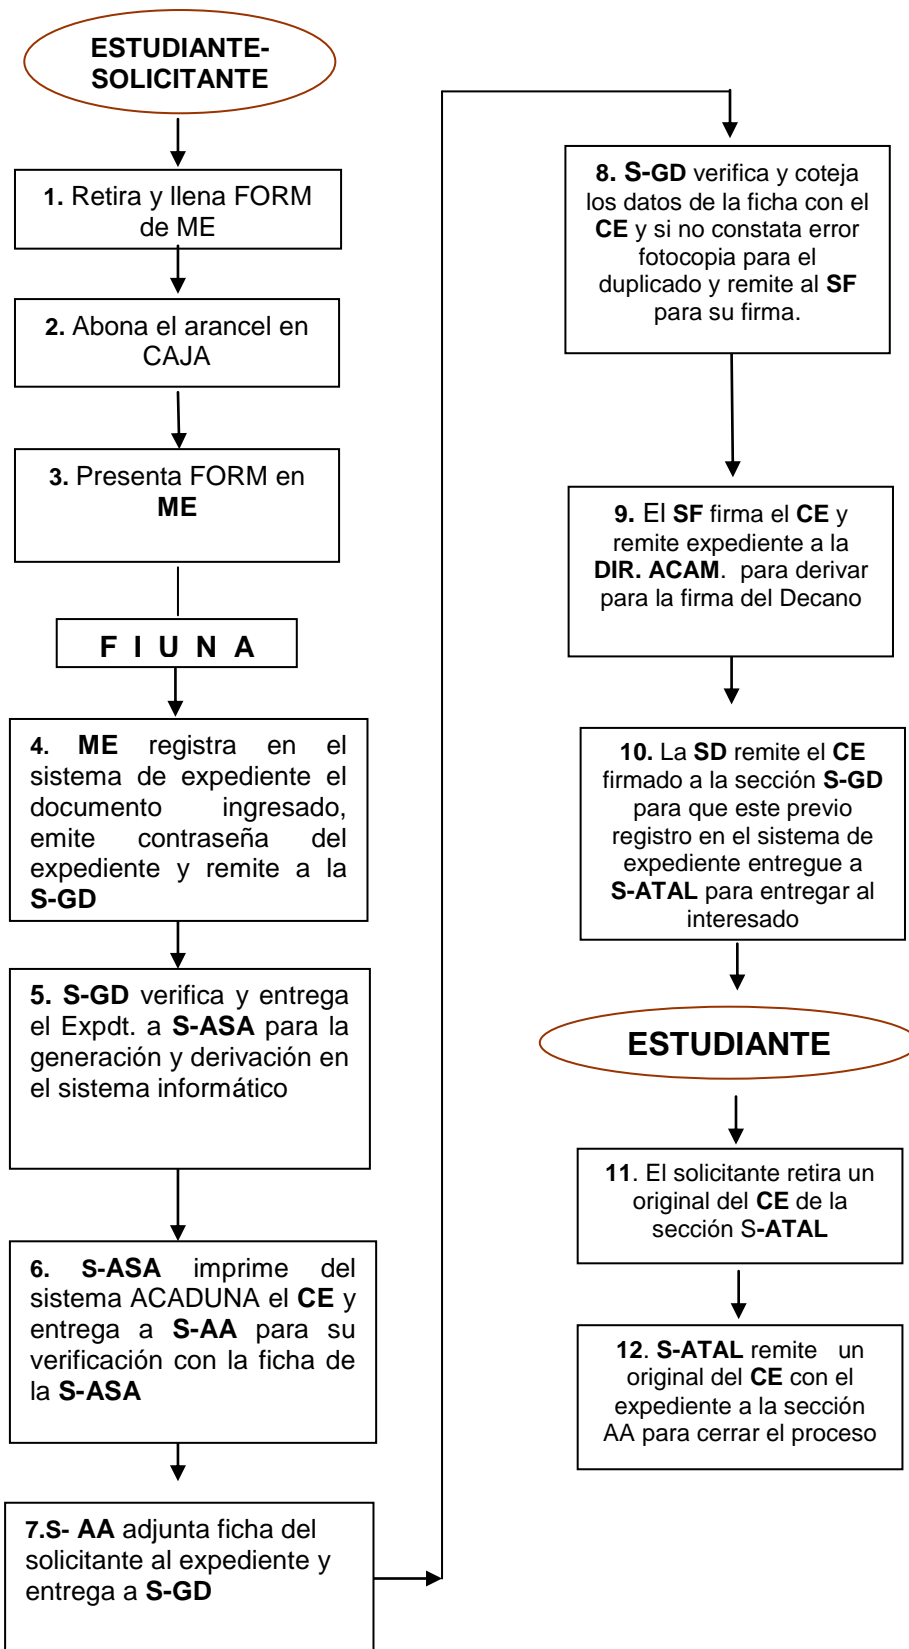 ESTUDIANTE-
SOLICITANTE
1. Retira y llena FORM
de ME
2. Abona el arancel en
CAJA
3. Presenta FORM en
ME
F I U N A
4. ME registra en el
sistema de expediente el
documento ingresado,
emite contraseña del
expediente y remite a la
S-GD
5. S-GD verifica y entrega
el Expdt. a S-ASA para la
generación y derivación en
el sistema informático
6. S-ASA imprime del
sistema ACADUNA el CE y
entrega a S-AA para su
verificación con la ficha de
la S-ASA
7.S- AA adjunta ficha del
solicitante al expediente y
entrega a S-GD
8. S-GD verifica y coteja
los datos de la ficha con el
CE y si no constata error
fotocopia para el
duplicado y remite al SF
para su firma.
9. El SF firma el CE y
remite expediente a la
DIR. ACAM. para derivar
para la firma del Decano
10. La SD remite el CE
firmado a la sección S-GD
para que este previo
registro en el sistema de
expediente entregue a
S-ATAL para entregar al
interesado
ESTUDIANTE
11. El solicitante retira un
original del CE de la
sección S-ATAL
12. S-ATAL remite un
original del CE con el
expediente a la sección
AA para cerrar el proceso